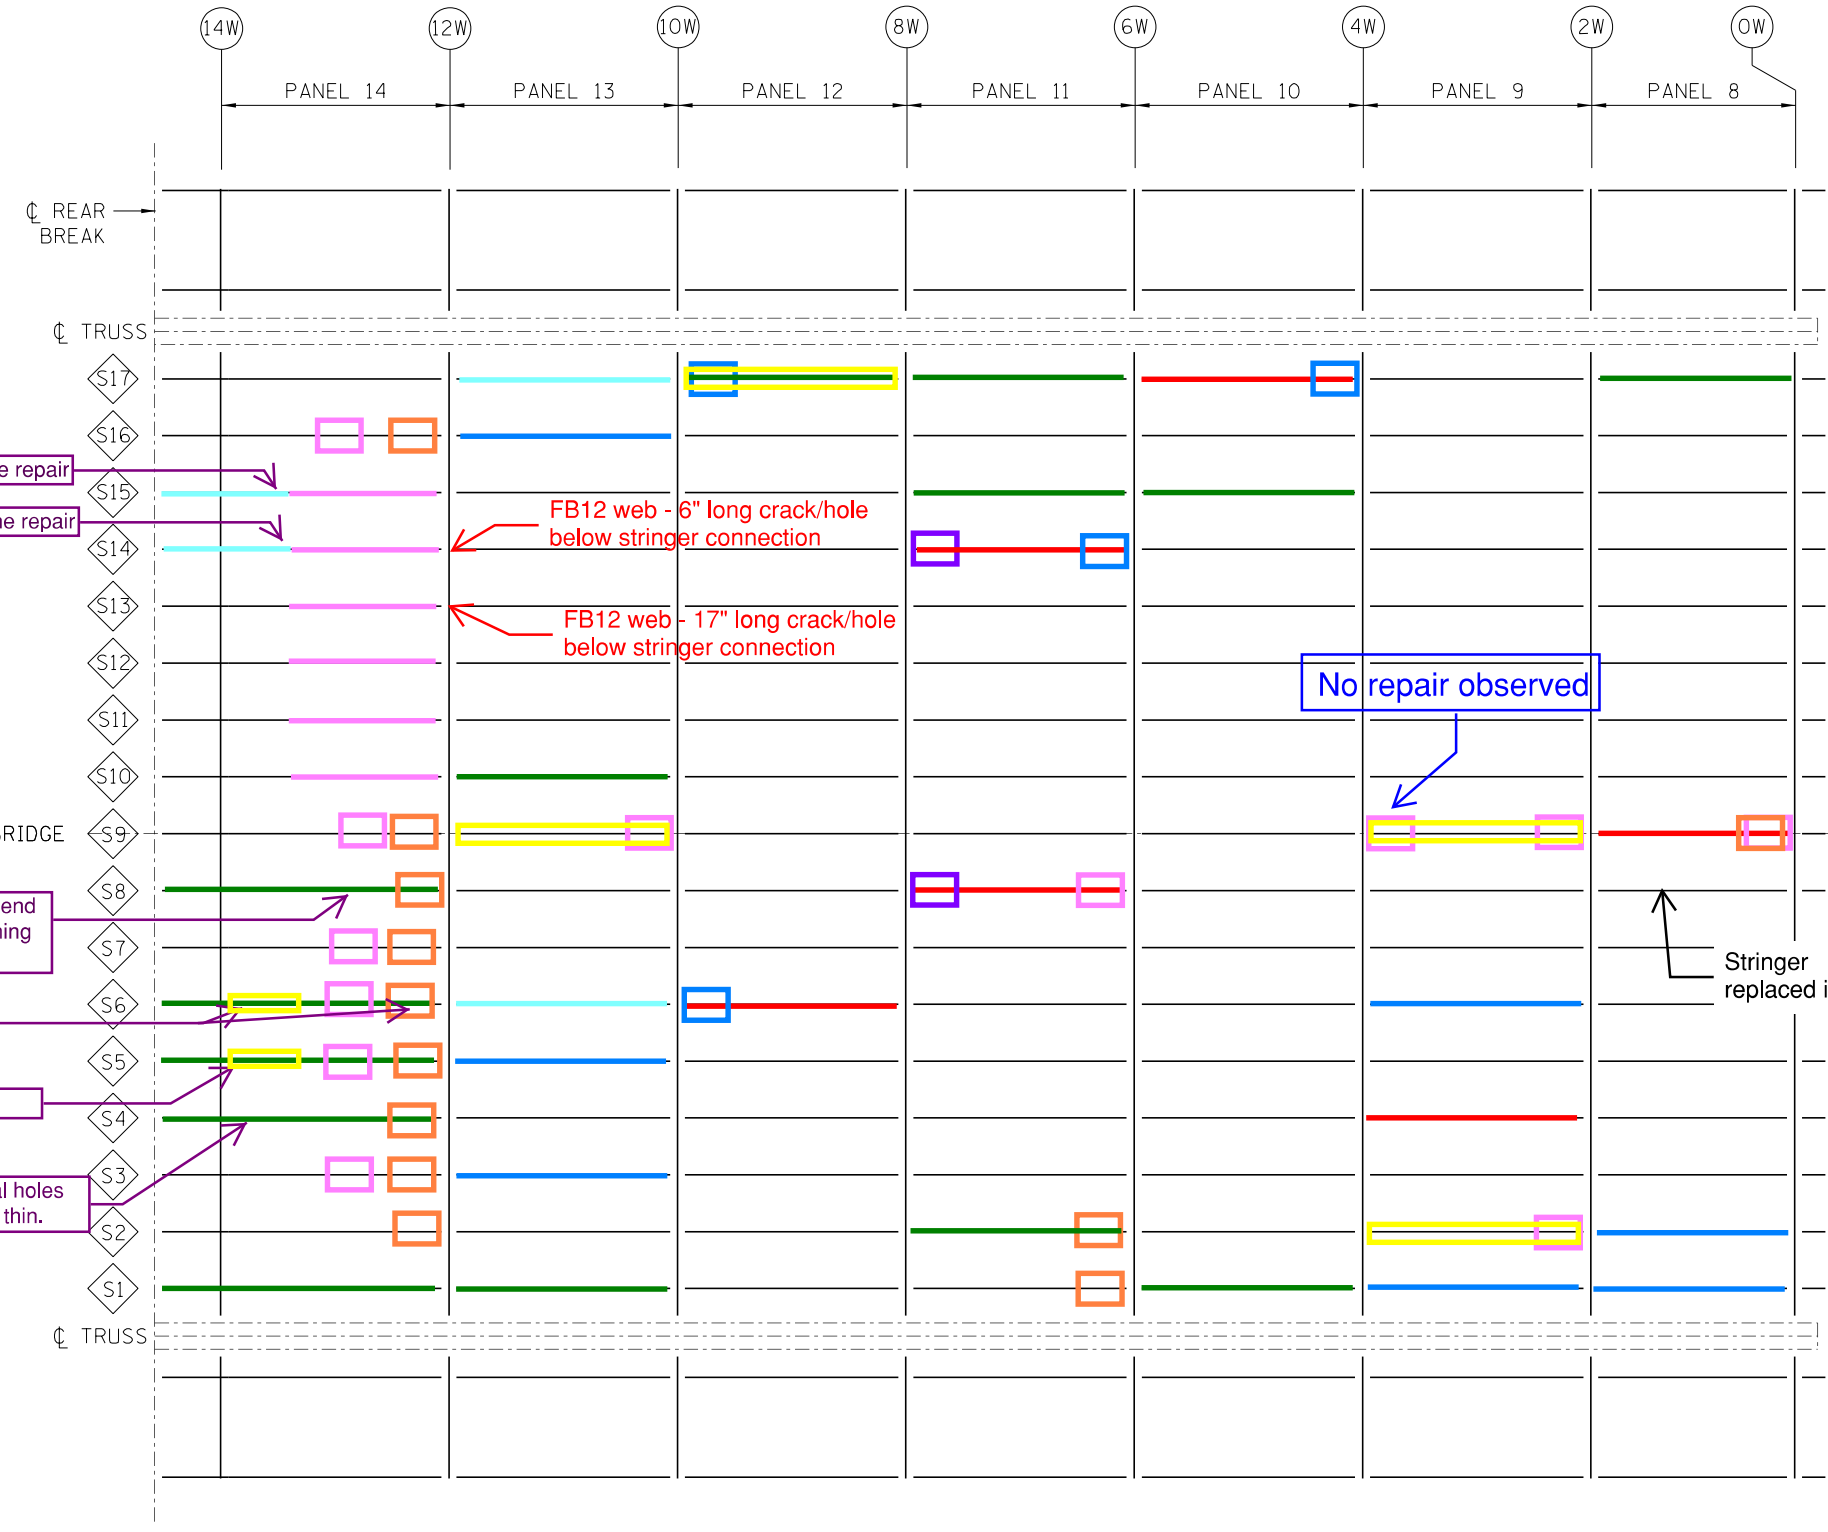 14W 12W 10W 8W 6W 4W 2W 0W
PANEL 14 PANEL 13 PANEL 12 PANEL 11 PANEL 10 PANEL 9 PANEL 8
℄ REAR
BREAK
℄ TRUSS
S17
S16
repair
S15
repair
FB12 web - 6" long crack/hole
below stringer connection
S14
S13
FB12 web - 17" long crack/hole
below stringer connection
S12
No repair observed
S11
S10
S9
S8
end
S7
Stringer
replaced
S6
S5
S4
S3
holes
thin.
S2
S1
℄ TRUSS